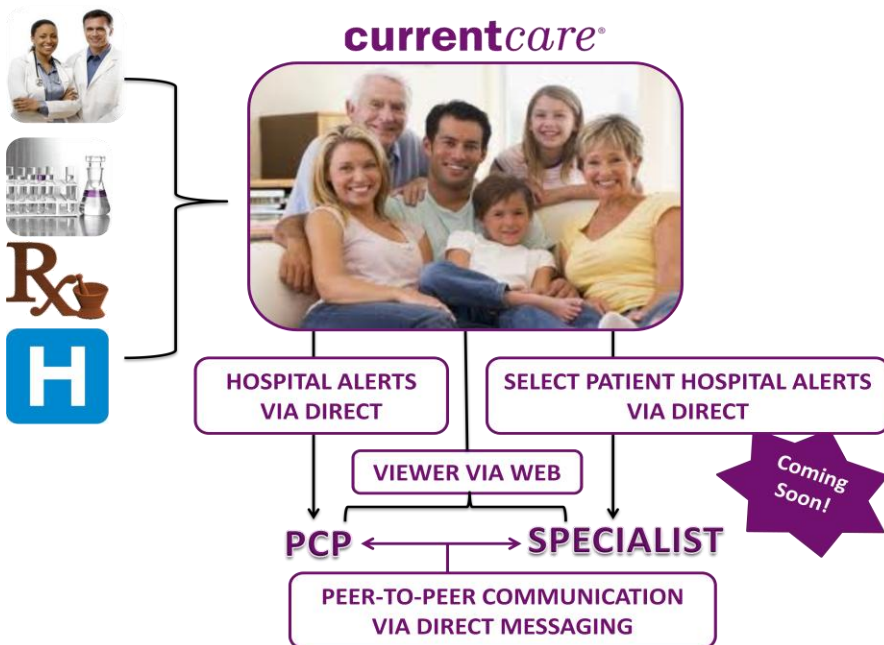 currentcare®
Rx
H
HOSPITAL ALERTS
VIA DIRECT
SELECT PATIENT HOSPITAL ALERTS
VIA DIRECT
Coming
Soon!
VIEWER VIA WEB
PCP
SPECIALIST
PEER-TO-PEER COMMUNICATION
VIA DIRECT MESSAGING